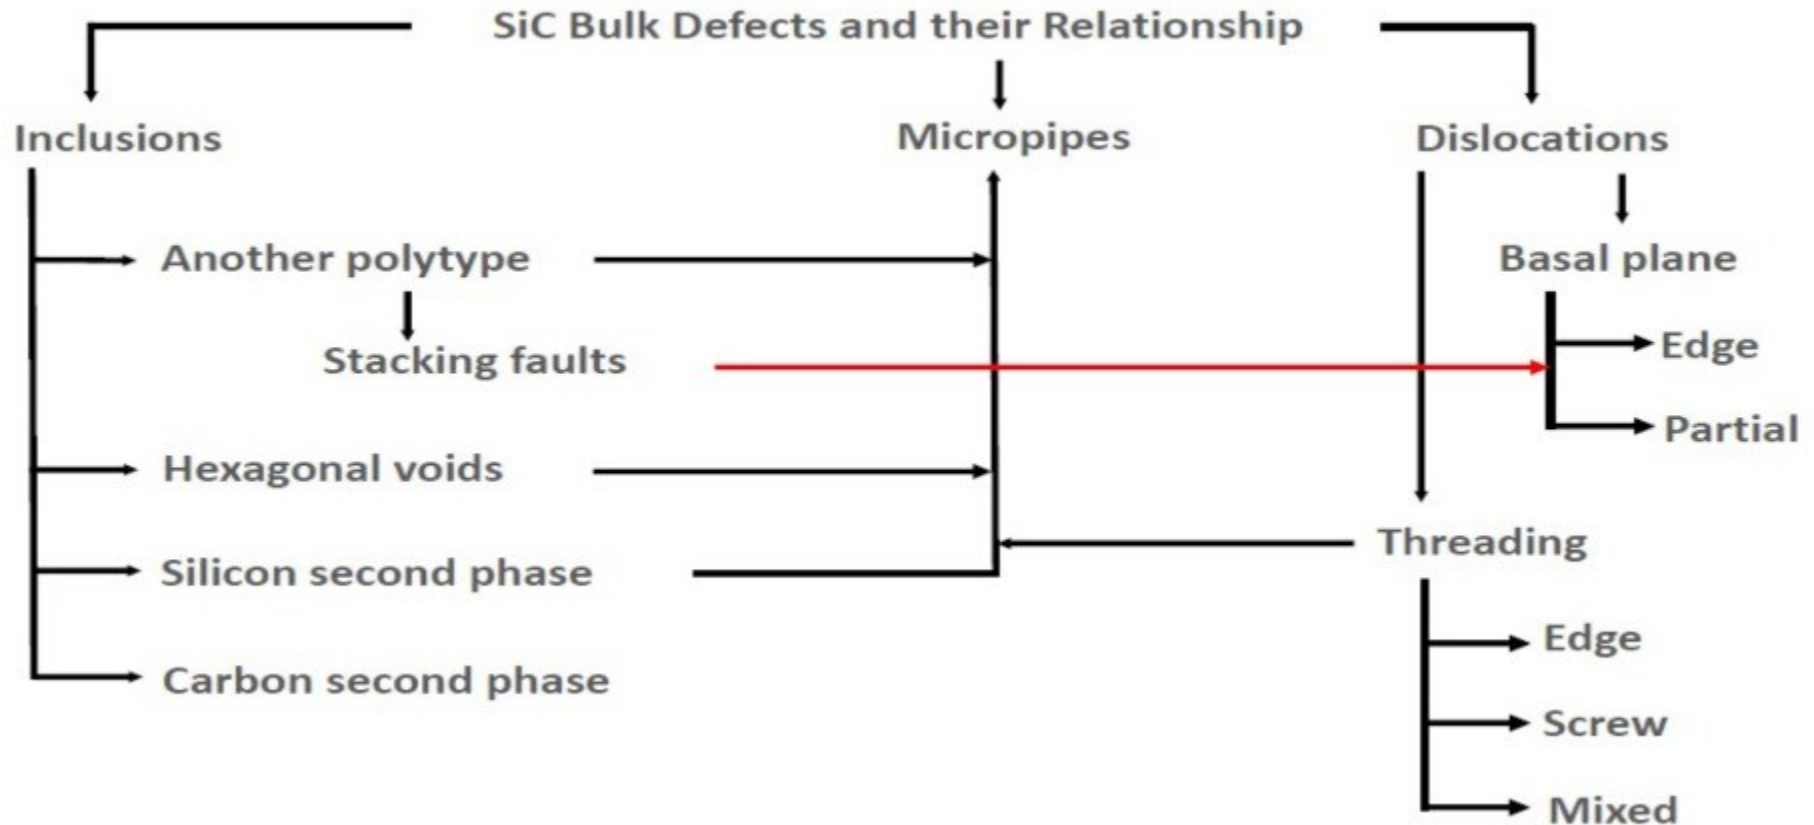 SiC Bulk Defects and their Relationship
Inclusions
Micropipes
Dislocations
Another polytype
Basal plane
Stacking faults
Edge
Partial
Hexagonal voids
Threading
Silicon second phase
Edge
Carbon second phase
Screw
Mixed